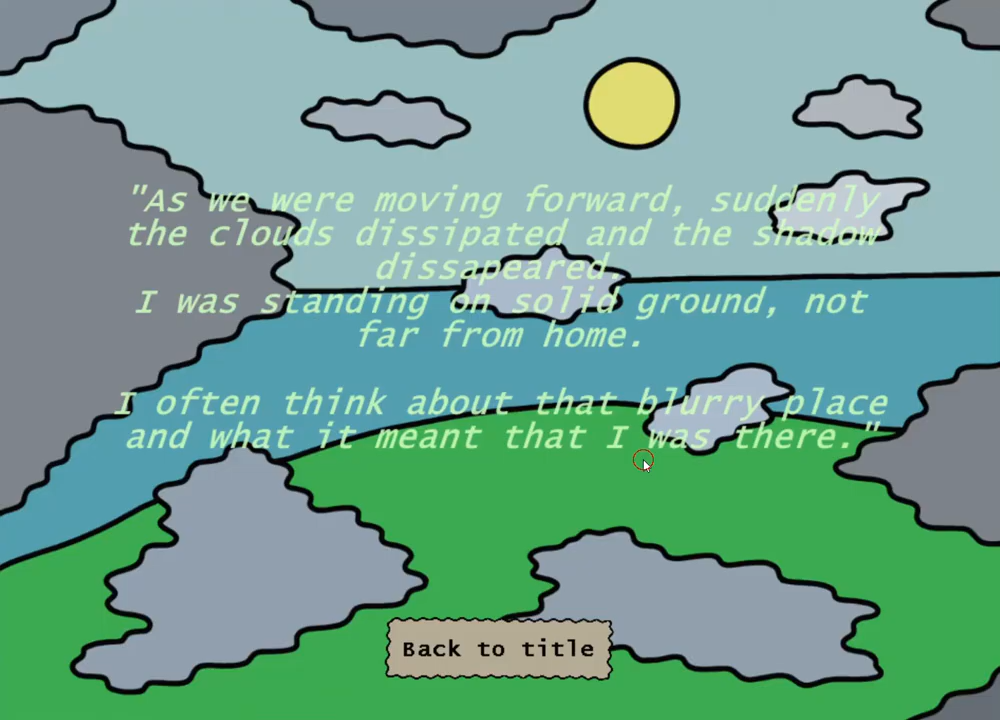 "As we were moving forward, suddenly
the clouds dissipated and the shadow
dissapeared.
I was standing on solid ground, not
far from home.
I often think about that blurry place
and what it meant that I was there."
Back to title